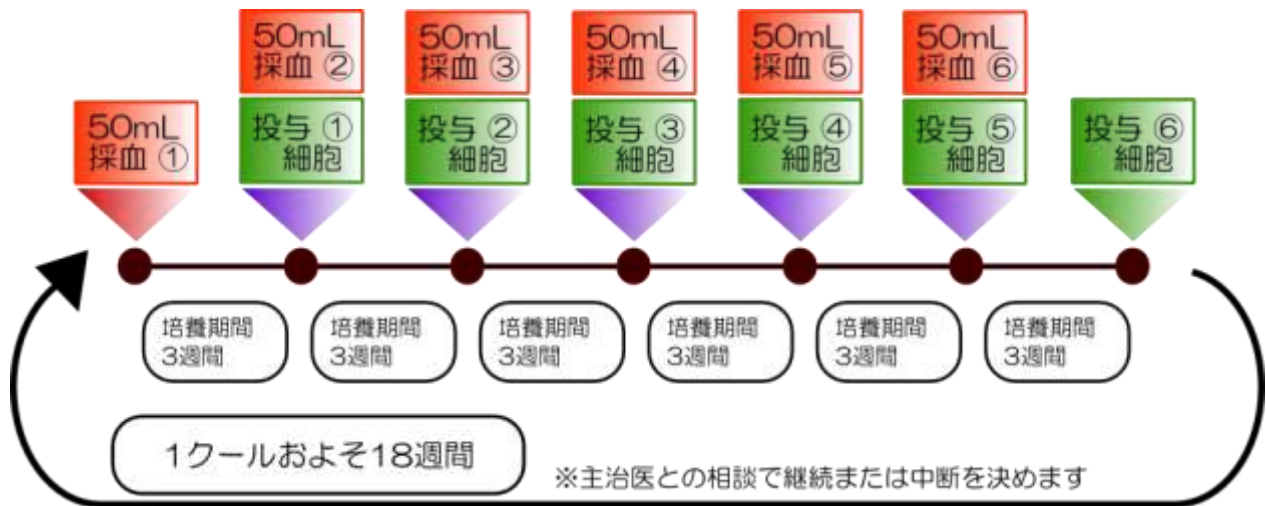 50mL
採血 ①
50mL
採血 ②
投与 ①
細胞
50mL
採血 ③
投与 ②
細胞
50mL
採血 ④
投与 ③
細胞
50mL
採血 ⑤
投与 ④
細胞
50mL
採血 ⑥
投与 ⑤
細胞
投与 ⑥
細胞
培養期間
3週間
培養期間
3週間
培養期間
3週間
培養期間
3週間
培養期間
3週間
培養期間
3週間
1クールおよそ18週間
※主治医との相談で継続または中断を決めます